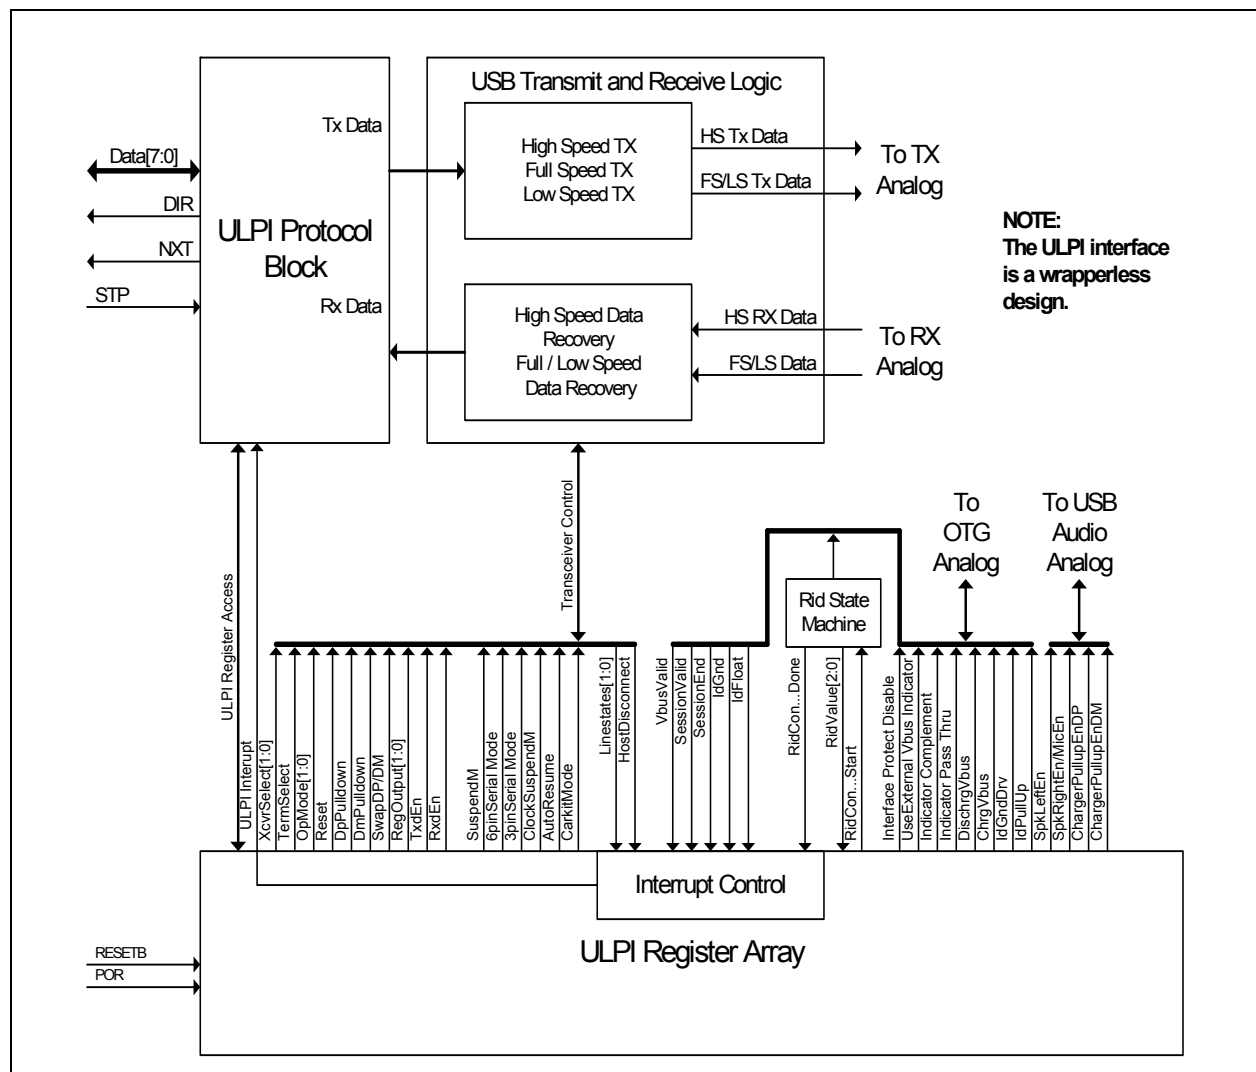 USB Transmit and Receive Logic
Tx Data
High Speed TX
Full Speed TX
Low Speed TX
HS Tx Data
FS/LS Tx Data
To TX
Analog
Data[7:0]
DIR
NXT
STP
ULPI Protocol
Block
Rx Data
High Speed Data
Recovery
Full / Low Speed
Data Recovery
HS RX Data
FS/LS Data
To RX
Analog
NOTE:
The ULPI interface
is a wrapperless
design.
ULPI Register Access
Transceiver Control
To
OTG
Analog
To USB
Audio
Analog
Rid State
Machine
ULPI Interupt
XcvrSelect[1:0]
TermSelect
OpMode[1:0]
Reset
DpPulldown
DmPulldown
SwapDP/DM
RegOutput[1:0]
TxdEn
RxdEn
SuspendM
6pinSerial Mode
3pinSerial Mode
ClockSuspendM
AutoResume
CarkitMode
Linestates[1:0]
HostDisconnect
VbusValid
SessionValid
SessionEnd
IdGnd
IdFloat
RidCon...Done
RidValue[2:0]
RidCon...Start
Interface Protect Disable
UseExternal Vbus Indicator
Indicator Complement
Indicator Pass Thru
DischrgVbus
ChrgVbus
IdGndDrv
IdPullUp
SpkLeftEn
SpkRightEn/MicEn
ChargerPullupEnDP
ChargerPullupEnDM
Interrupt Control
ULPI Register Array
RESETB
POR